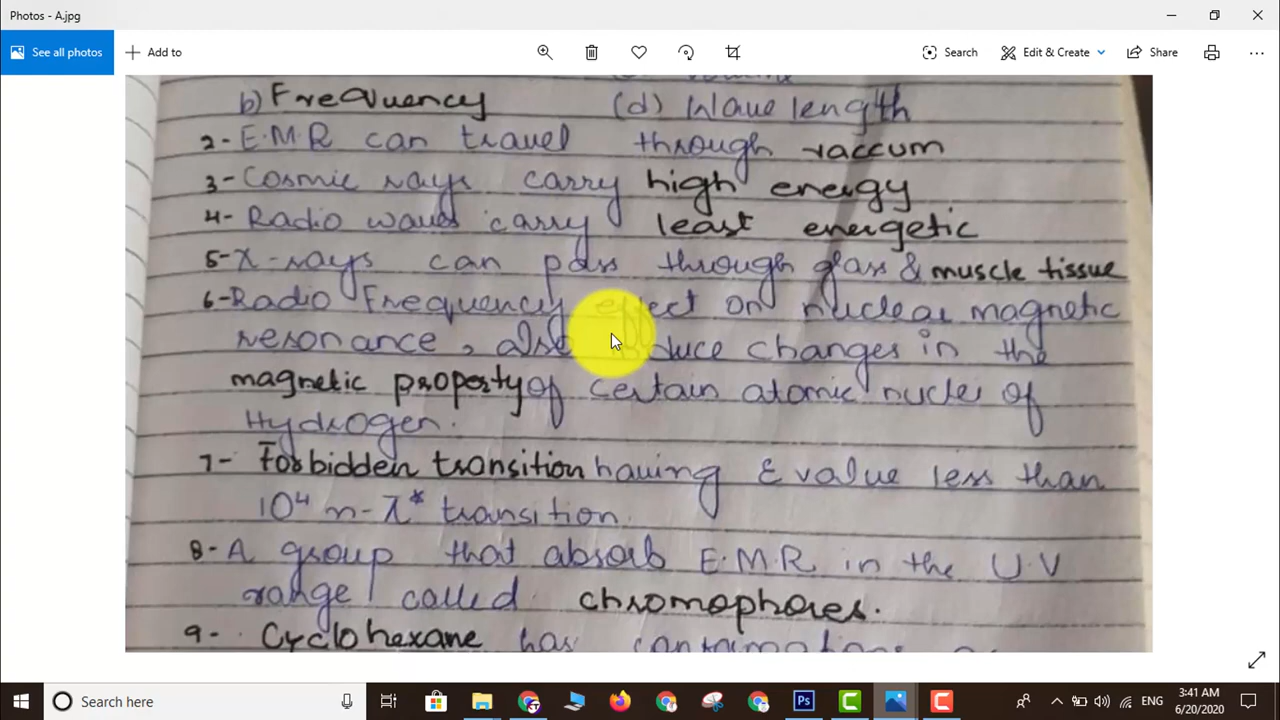 Photos - A.jpg
See all photos
Add to
Search
Edit & Create
Share
b) Frequency (d) Wave length
2- E.M.R can travel through vaccum
3- Cosmic rays carry high energy
4- Radio waves carry least energetic
5- X-rays can pass through glass & muscle tissue
6- Radio Frequency effect on nuclear magnetic
resonance, also induce changes in the
magnetic property of certain atomic nuclei of
Hydrogen.
7- Forbidden transition having ε value less than
10⁴ n-π* transition.
8- A group that absorb E.M.R in the U.V
range called chromophores.
9- Cyclohexane has
Search here
ENG
3:41 AM
6/20/2020